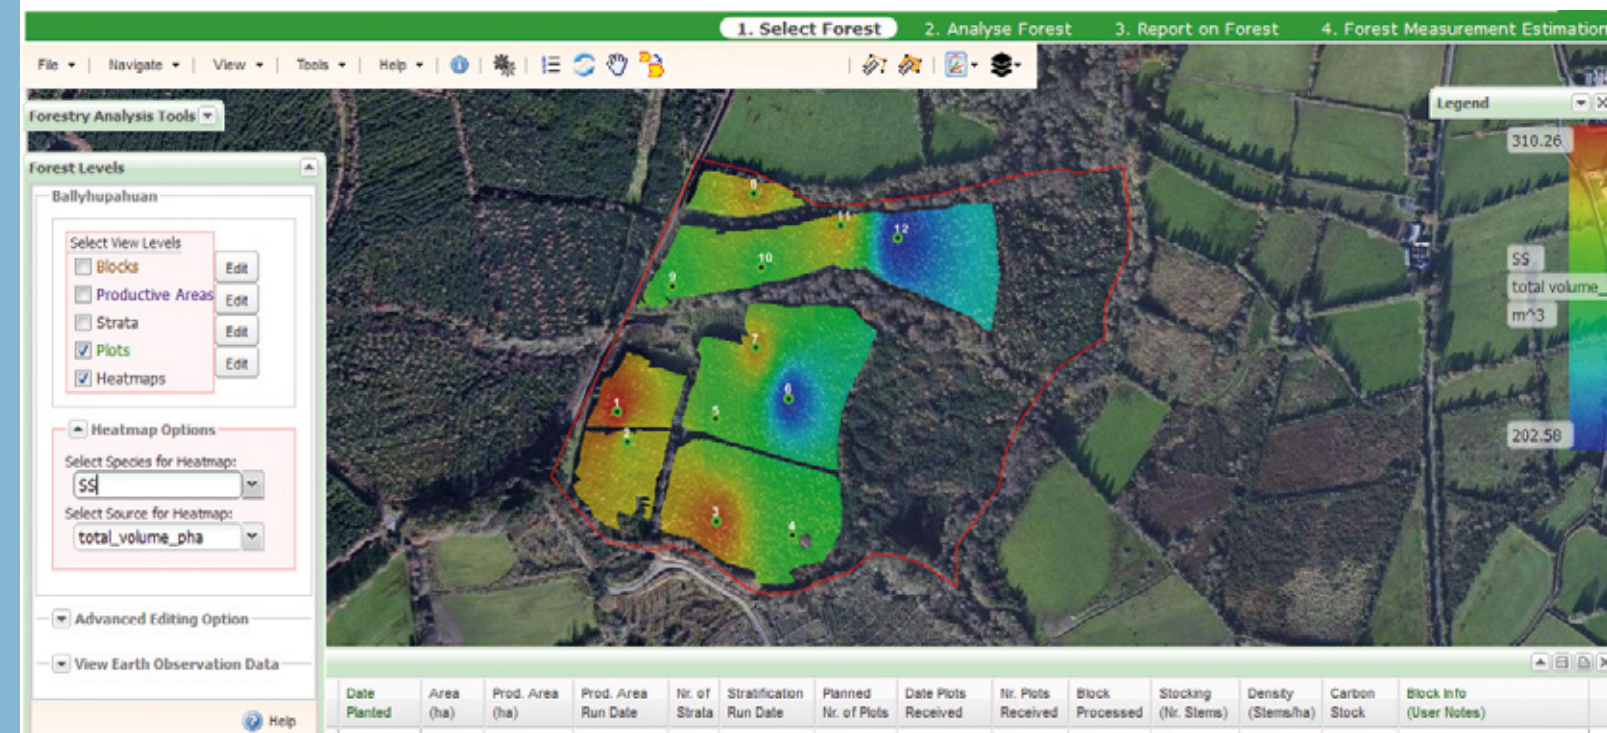 1. Select Forest 2. Analyse Forest 3. Report on Forest 4. Forest Measurement Estimation
File Navigate View Tools Help
Forestry Analysis Tools
Legend
310.26
SS
total volume_
m^3
202.58
Forest Levels
Ballyhupahuan
Select View Levels
Blocks Edit
Productive Areas Edit
Strata Edit
Plots Edit
Heatmaps
Heatmap Options
Select Species for Heatmap:
SS
Select Source for Heatmap:
total_volume_pha
Advanced Editing Option
View Earth Observation Data
Help
8
11
12
10
9
7
6
1
5
2
3
4
Date Area Prod. Area Prod. Area Nr. of Stratification Planned Date Plots Nr. Plots Block Stocking Density Carbon Block Info
Planted (ha) (ha) Run Date Strata Run Date Nr. of Plots Received Received Processed (Nr. Stems) (Stems/ha) Stock (User Notes)